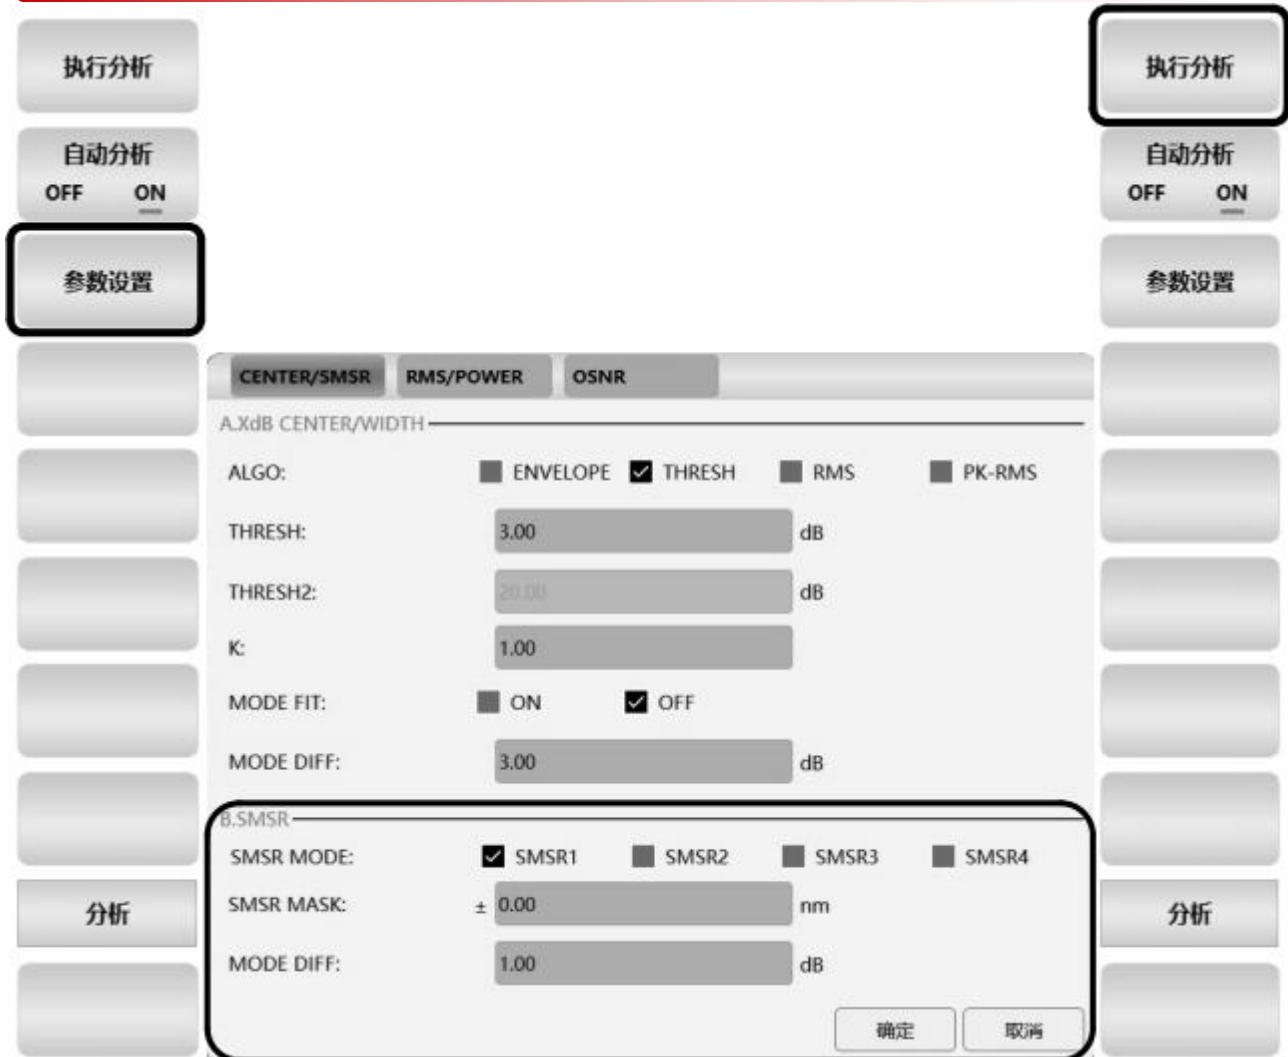 执行分析
自动分析
OFF ON
参数设置
分析
CENTER/SMSR RMS/POWER OSNR
A.XdB CENTER/WIDTH
ALGO: ENVELOPE THRESH RMS PK-RMS
THRESH: 3.00 dB
THRESH2: 20.00 dB
K: 1.00
MODE FIT: ON OFF
MODE DIFF: 3.00 dB
B.SMSR
SMSR MODE: SMSR1 SMSR2 SMSR3 SMSR4
SMSR MASK: ± 0.00 nm
MODE DIFF: 1.00 dB
确定 取消
执行分析
自动分析
OFF ON
参数设置
分析